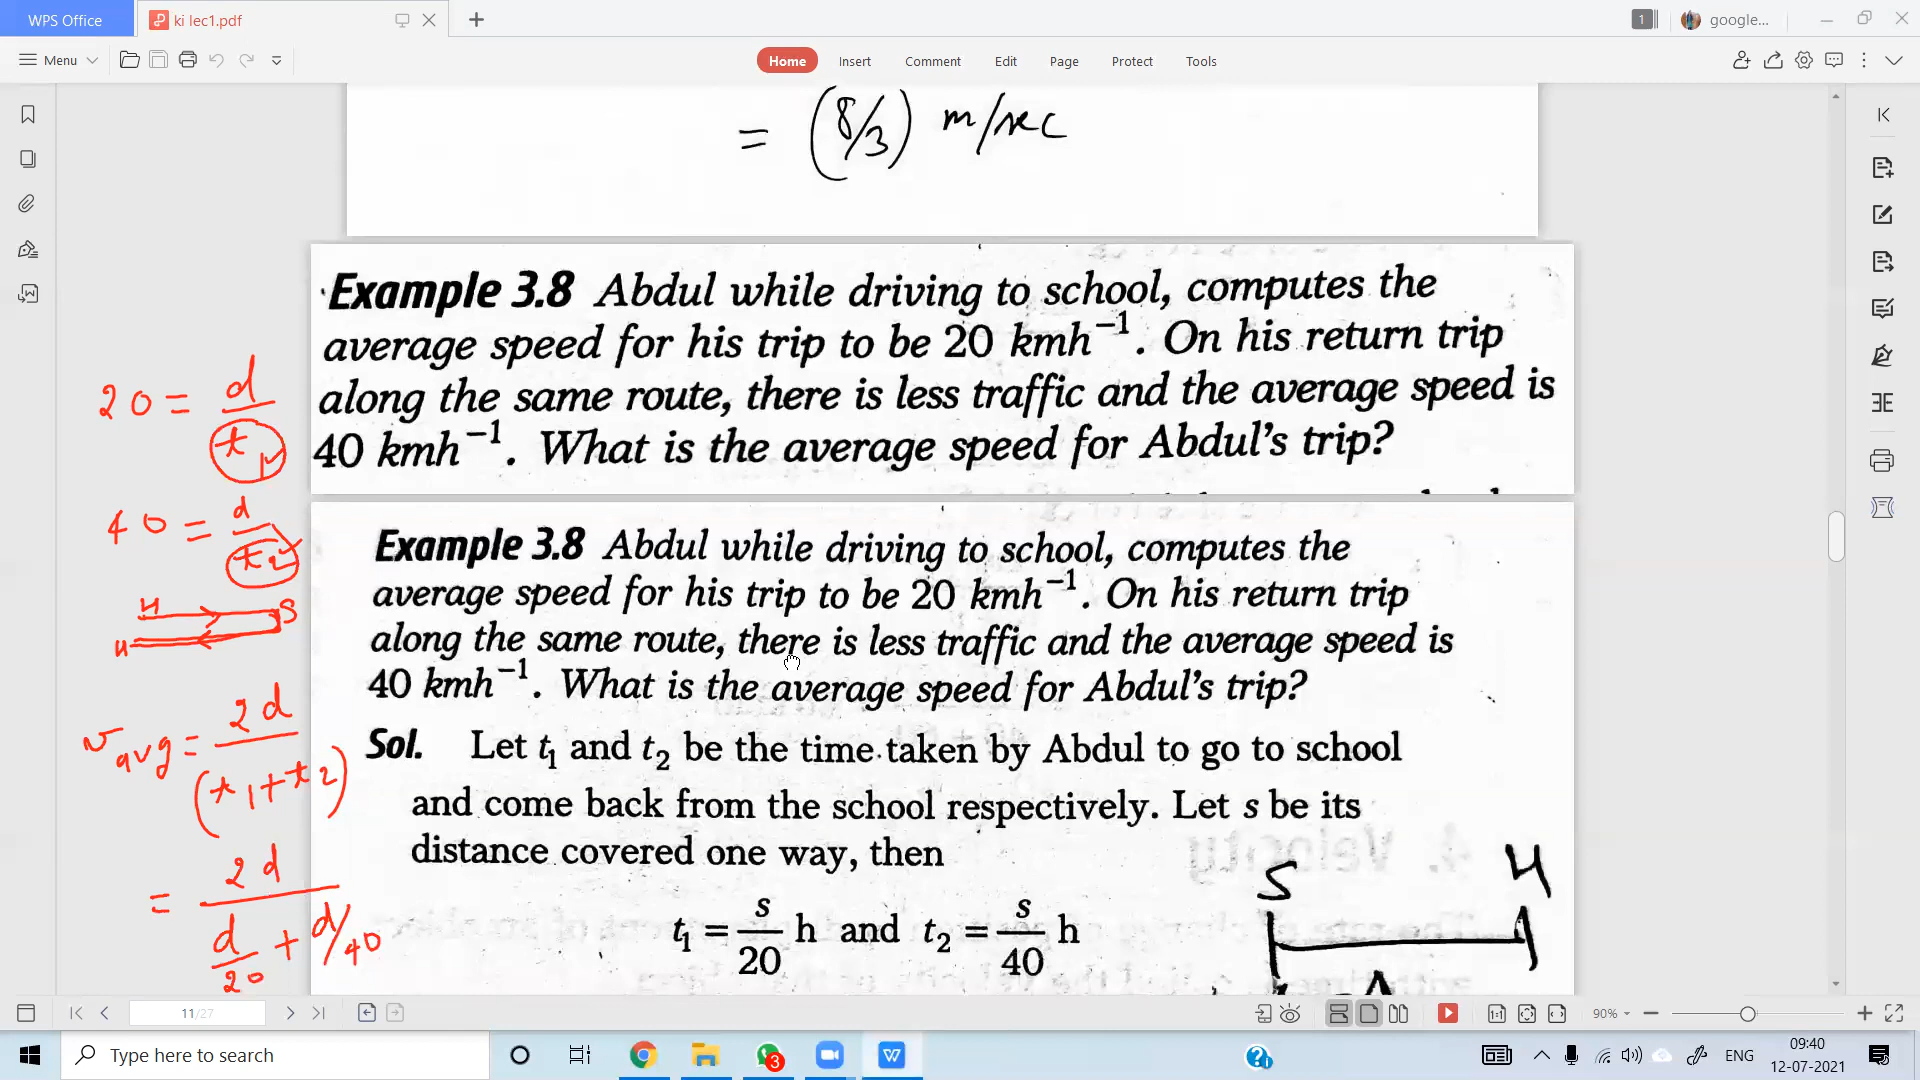 WPS Office
ki lec1.pdf
1
google...
Menu
Home Insert Comment Edit Page Protect Tools
= (8/3) m/sec
Example 3.8 Abdul while driving to school, computes the
average speed for his trip to be 20 kmh⁻¹. On his return trip
along the same route, there is less traffic and the average speed is
40 kmh⁻¹. What is the average speed for Abdul's trip?
20 = d/t₁
40 = d/t₂
H S
H
v avg = 2d/(t₁+t₂)
= 2d/(d/20 + d/40)
Example 3.8 Abdul while driving to school, computes the
average speed for his trip to be 20 kmh⁻¹. On his return trip
along the same route, there is less traffic and the average speed is
40 kmh⁻¹. What is the average speed for Abdul's trip?
Sol. Let t₁ and t₂ be the time taken by Abdul to go to school
and come back from the school respectively. Let s be its
distance covered one way, then
S H
t₁ = s/20 h and t₂ = s/40 h
11/27
90%
Type here to search
3
ENG
09:40
12-07-2021